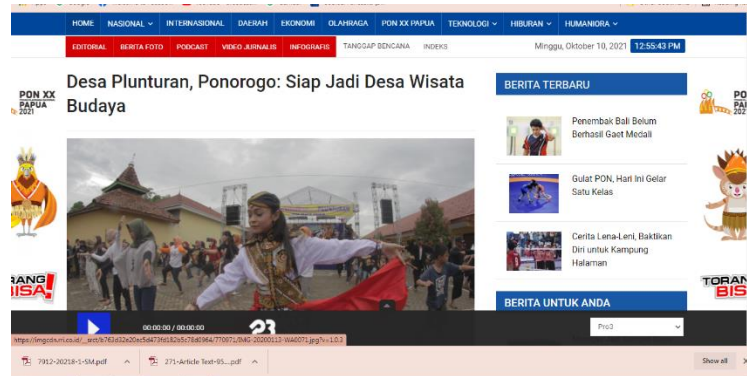 HOME NASIONAL INTERNASIONAL DAERAH EKONOMI OLAHRAGA PON XX PAPUA TEKNOLOGI HIBURAN HUMANIORA
EDITORIAL BERITA FOTO PODCAST VIDEO JURNALIS INFOGRAFIS TANGGAP BENCANA INDEKS Minggu, Oktober 10, 2021 12:55:43 PM
Desa Plunturan, Ponorogo: Siap Jadi Desa Wisata
Budaya
PON XX
PAPUA
2021
BERITA TERBARU
Penembak Bali Belum
Berhasil Gaet Medali
Gulat PON, Hari Ini Gelar
Satu Kelas
Cerita Lena-Leni, Baktikan
Diri untuk Kampung
Halaman
BERITA UNTUK ANDA
TORAN
BIS
00:00:00 / 00:00:00
Pro3
7912-20218-1-SM.pdf
271-Article Text-95....pdf
Show all